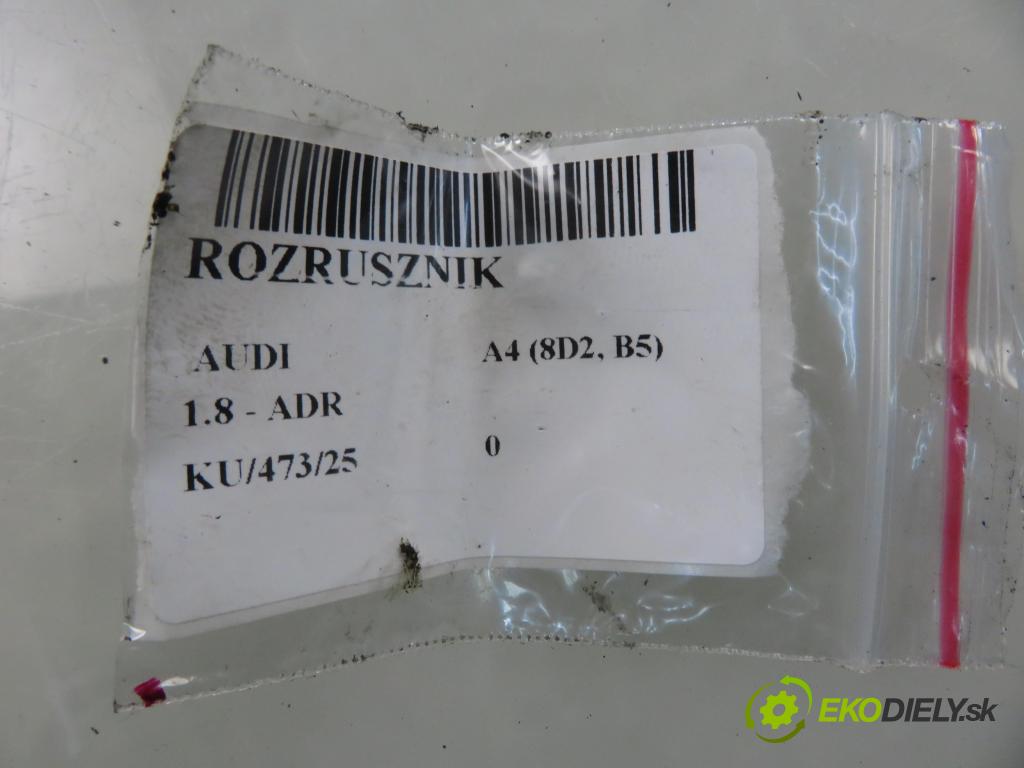 ROZRUSZNIK
AUDI A4 (8D2, B5)
1.8 - ADR
KU/473/25 0
EKODIELY.sk